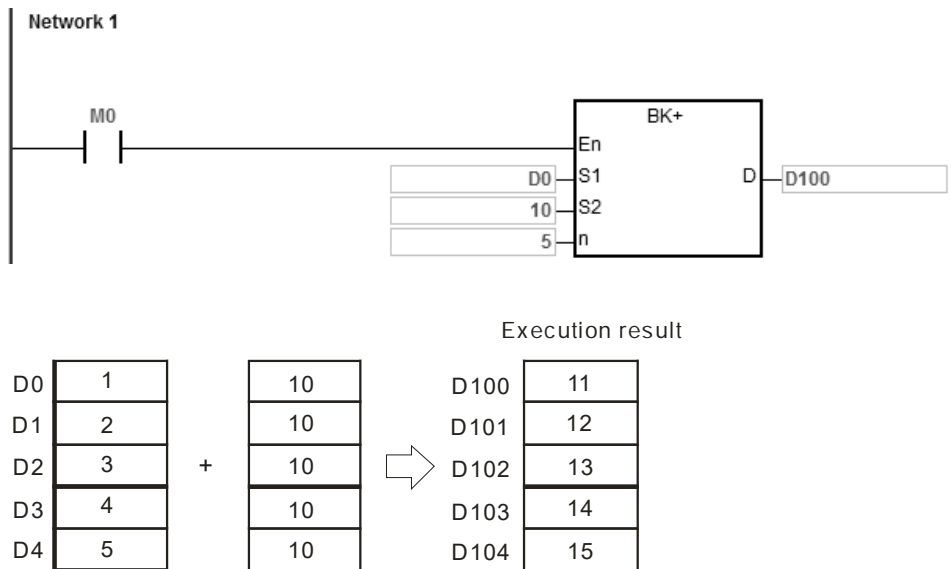 Network 1
M0
BK+
En
D0 S1 D D100
10 S2
5 n
Execution result
D0 1 10 D100 11
D1 2 10 D101 12
D2 3 + 10 D102 13
D3 4 10 D103 14
D4 5 10 D104 15